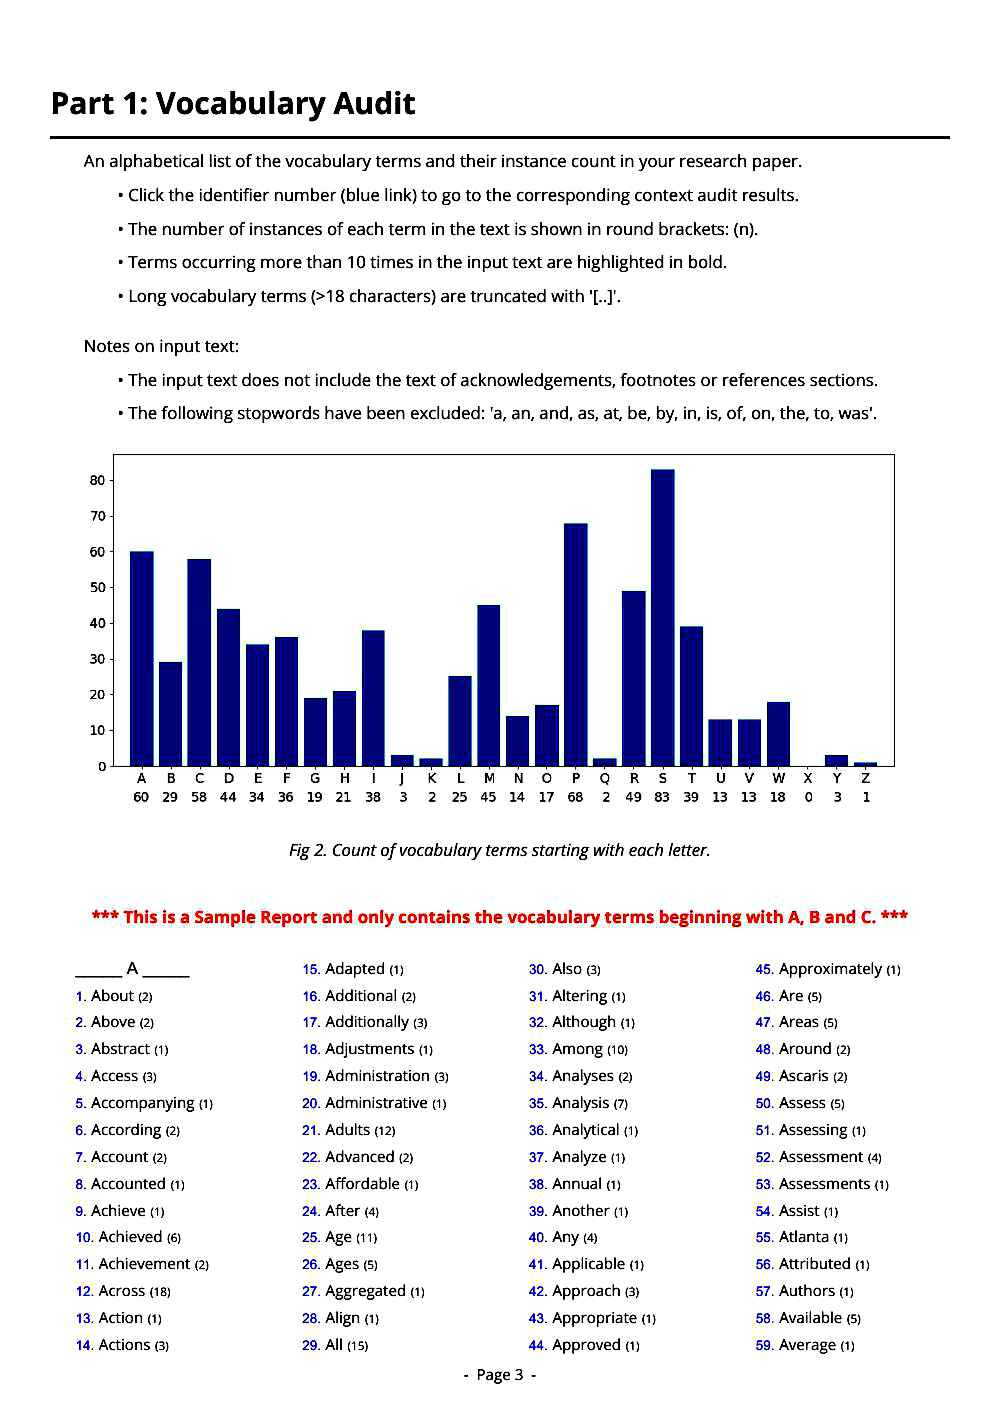 Part 1: Vocabulary Audit
An alphabetical list of the vocabulary terms and their instance count in your research paper.
• Click the identifier number (blue link) to go to the corresponding context audit results.
• The number of instances of each term in the text is shown in round brackets: (n).
• Terms occurring more than 10 times in the input text are highlighted in bold.
• Long vocabulary terms (>18 characters) are truncated with '[..]'.
Notes on input text:
• The input text does not include the text of acknowledgements, footnotes or references sections.
• The following stopwords have been excluded: 'a, an, and, as, at, be, by, in, is, of, on, the, to, was'.
80
70
60
50
40
30
20
10
0
A B C D E F G H I J K L M N O P Q R S T U V W X Y Z
60 29 58 44 34 36 19 21 38 3 2 25 45 14 17 68 2 49 83 39 13 13 18 0 3 1
Fig 2. Count of vocabulary terms starting with each letter.
*** This is a Sample Report and only contains the vocabulary terms beginning with A, B and C. ***
______ A ______
1. About (2)
2. Above (2)
3. Abstract (1)
4. Access (3)
5. Accompanying (1)
6. According (2)
7. Account (2)
8. Accounted (1)
9. Achieve (1)
10. Achieved (6)
11. Achievement (2)
12. Across (18)
13. Action (1)
14. Actions (3)
15. Adapted (1)
16. Additional (2)
17. Additionally (3)
18. Adjustments (1)
19. Administration (3)
20. Administrative (1)
21. Adults (12)
22. Advanced (2)
23. Affordable (1)
24. After (4)
25. Age (11)
26. Ages (5)
27. Aggregated (1)
28. Align (1)
29. All (15)
30. Also (3)
31. Altering (1)
32. Although (1)
33. Among (10)
34. Analyses (2)
35. Analysis (7)
36. Analytical (1)
37. Analyze (1)
38. Annual (1)
39. Another (1)
40. Any (4)
41. Applicable (1)
42. Approach (3)
43. Appropriate (1)
44. Approved (1)
45. Approximately (1)
46. Are (5)
47. Areas (5)
48. Around (2)
49. Ascaris (2)
50. Assess (5)
51. Assessing (1)
52. Assessment (4)
53. Assessments (1)
54. Assist (1)
55. Atlanta (1)
56. Attributed (1)
57. Authors (1)
58. Available (5)
59. Average (1)
- Page 3 -